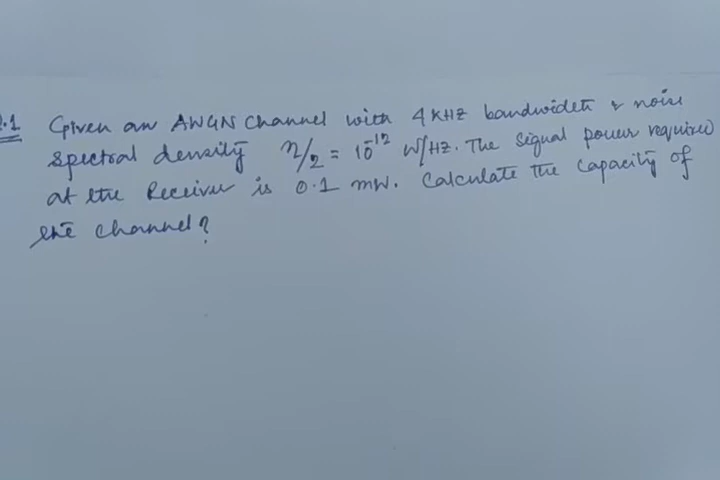 Q.1 Given an AWGN channel with 4 KHZ bandwidth & noise
spectral density η/2 = 10⁻¹² W/HZ. The signal power required
at the Receiver is 0.1 mW. Calculate the capacity of
the channel?